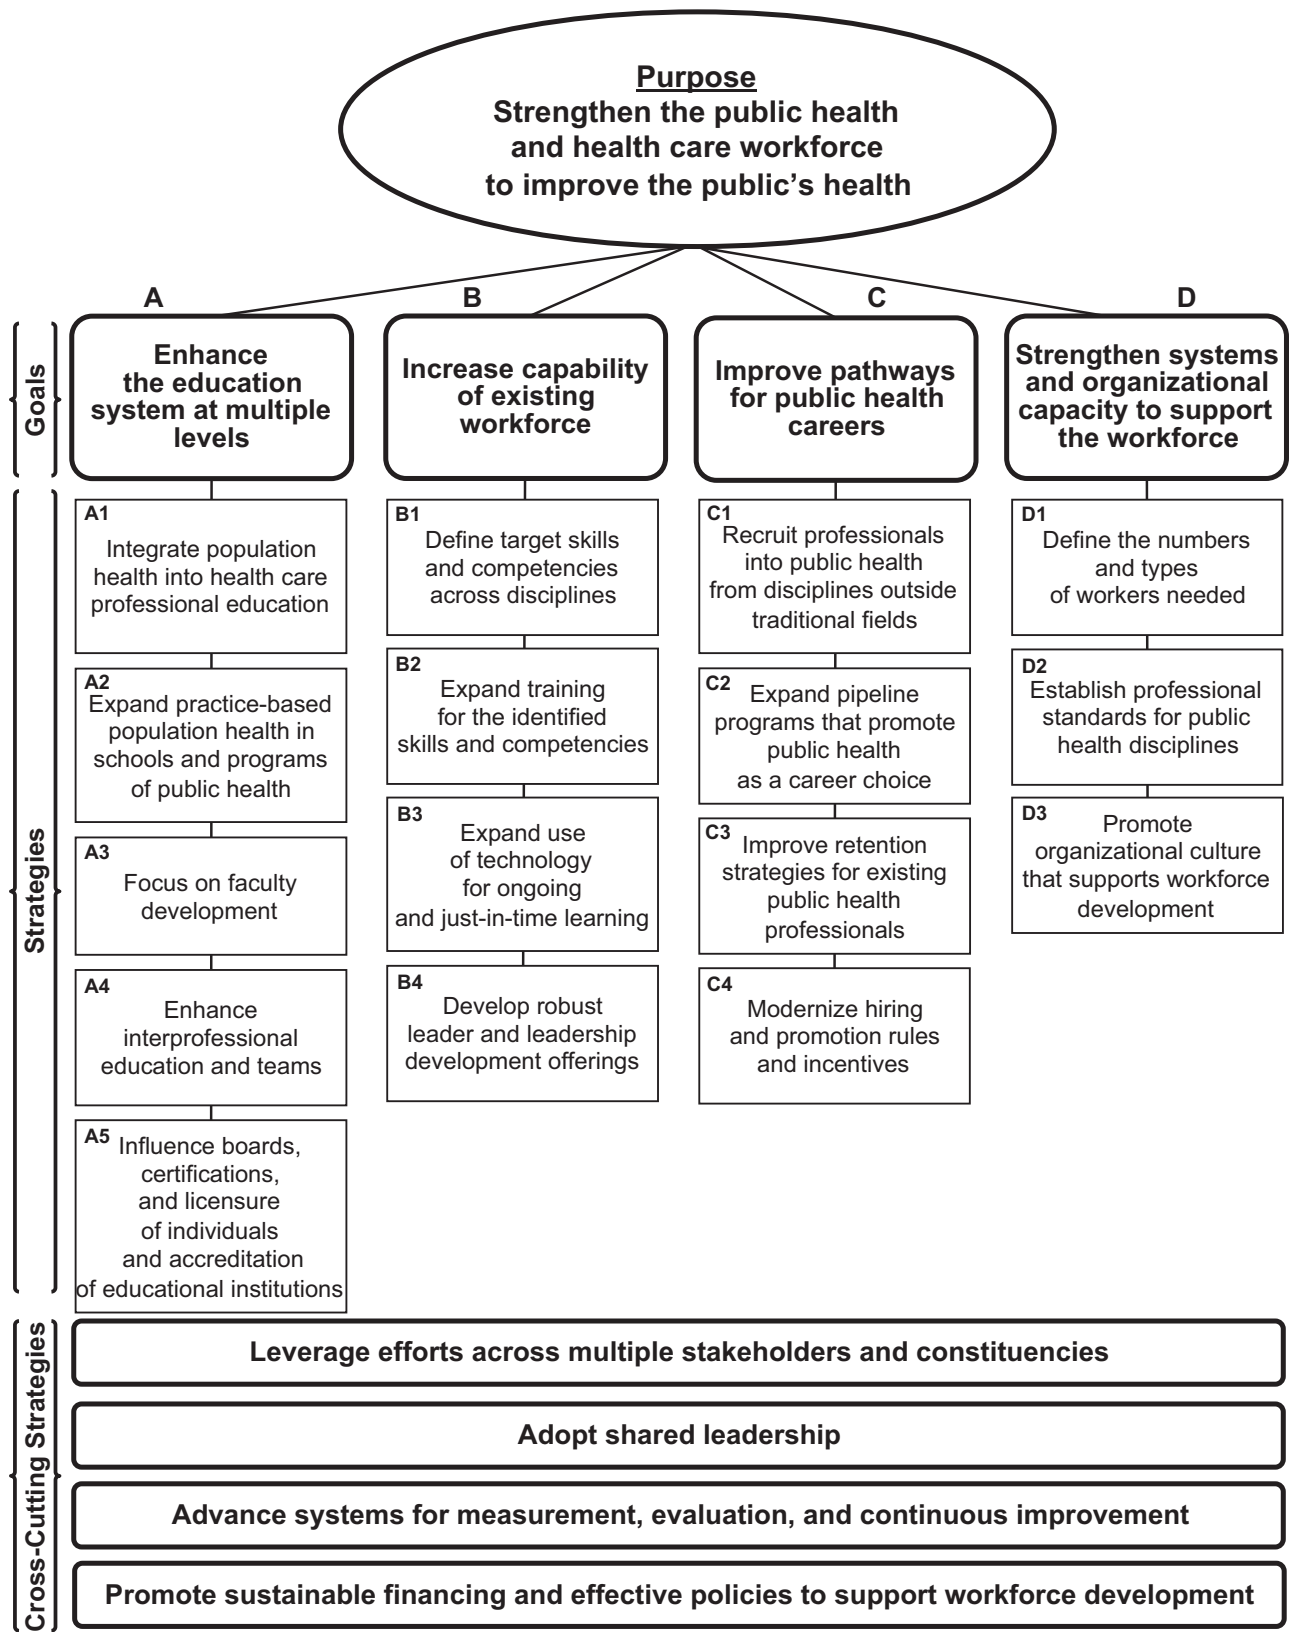 Purpose
Strengthen the public health
and health care workforce
to improve the public’s health
A
B
C
D
Goals
Enhance
the education
system at multiple
levels
Increase capability
of existing
workforce
Improve pathways
for public health
careers
Strengthen systems
and organizational
capacity to support
the workforce
Strategies
A1
Integrate population
health into health care
professional education
A2
Expand practice-based
population health in
schools and programs
of public health
A3
Focus on faculty
development
A4
Enhance
interprofessional
education and teams
A5
Influence boards,
certifications,
and licensure
of individuals
and accreditation
of educational institutions
B1
Define target skills
and competencies
across disciplines
B2
Expand training
for the identified
skills and competencies
B3
Expand use
of technology
for ongoing
and just-in-time learning
B4
Develop robust
leader and leadership
development offerings
C1
Recruit professionals
into public health
from disciplines outside
traditional fields
C2
Expand pipeline
programs that promote
public health
as a career choice
C3
Improve retention
strategies for existing
public health
professionals
C4
Modernize hiring
and promotion rules
and incentives
D1
Define the numbers
and types
of workers needed
D2
Establish professional
standards for public
health disciplines
D3
Promote
organizational culture
that supports workforce
development
Cross-Cutting Strategies
Leverage efforts across multiple stakeholders and constituencies
Adopt shared leadership
Advance systems for measurement, evaluation, and continuous improvement
Promote sustainable financing and effective policies to support workforce development